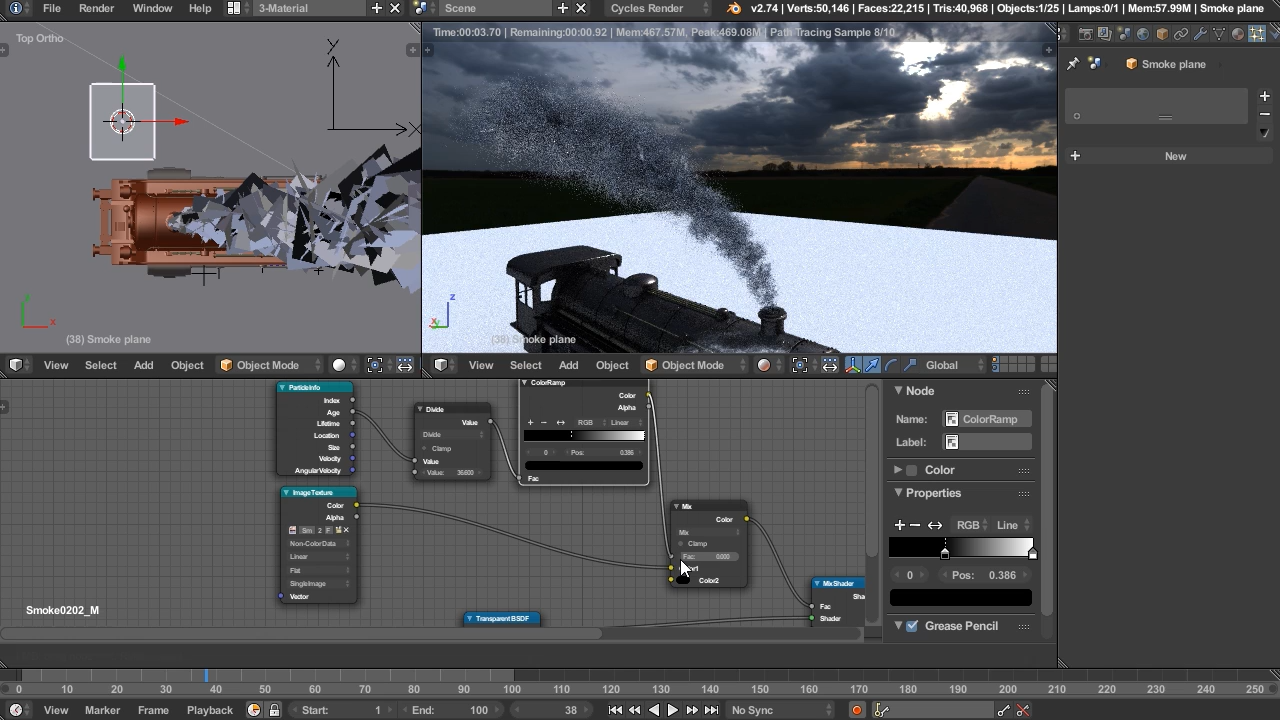 File Render Window Help 3-Material Scene Cycles Render v2.74 | Verts:50,146 | Faces:22,215 | Tris:40,968 | Objects:1/25 | Lamps:0/1 | Mem:57.99M | Smoke plane
Top Ortho
Y
X
x
(38) Smoke plane
Time:00:03.70 | Remaining:00:00.92 | Mem:467.57M, Peak:469.08M | Path Tracing Sample 8/10
z
(38) Smoke plane
Smoke plane
New
View Select Add Object Object Mode
View Select Add Object Object Mode Global
ParticleInfo
Index
Age
Lifetime
Location
Size
Velocity
AngularVelocity
Divide
Value
Divide
Clamp
Value
Value: 36.600
ColorRamp
Color
Alpha
RGB Linear
0 Pos: 0.386
Fac
ImageTexture
Color
Alpha
Sm 2 F
Non-ColorData
Linear
Flat
SingleImage
Vector
Mix
Color
Mix
Clamp
Fac: 0.000
Color2
MixShader
Sha
Fac
Shader
Transparent BSDF
Smoke0202_M
Node
Name: ColorRamp
Label:
Color
Properties
RGB Line
0 Pos: 0.386
Grease Pencil
0 10 20 30 40 50 60 70 80 90 100 110 120 130 140 150 160 170 180 190 200 210 220 230 240 250
View Marker Frame Playback Start: 1 End: 100 38 No Sync